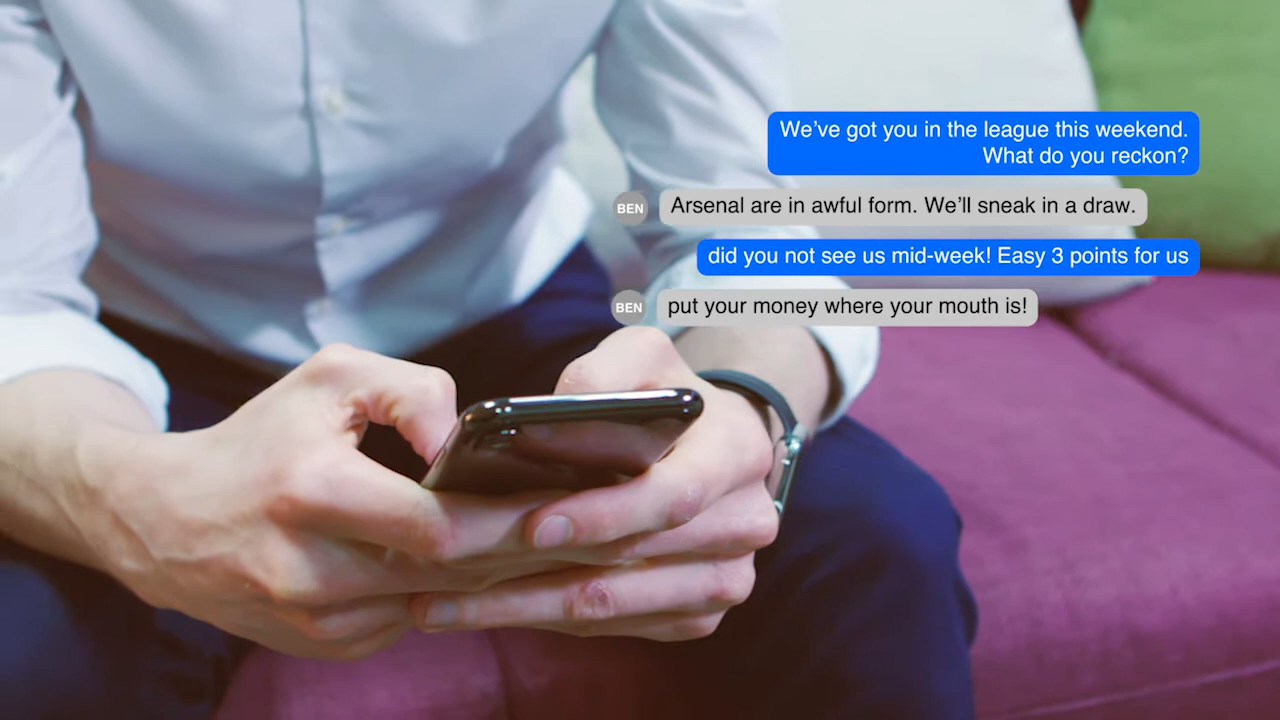 We’ve got you in the league this weekend.
What do you reckon?
BEN
Arsenal are in awful form. We’ll sneak in a draw.
did you not see us mid-week! Easy 3 points for us
BEN
put your money where your mouth is!